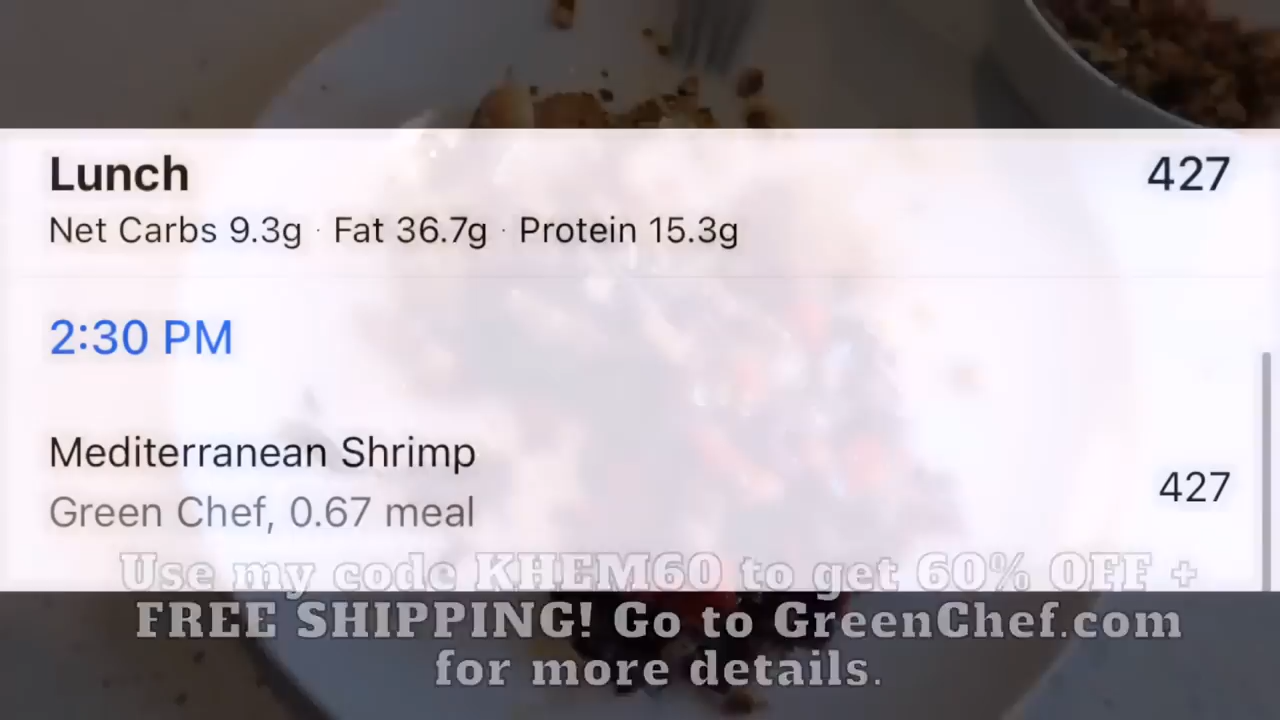 Lunch 427
Net Carbs 9.3g · Fat 36.7g · Protein 15.3g
2:30 PM
Mediterranean Shrimp
427
Green Chef, 0.67 meal
Use my code KHEM60 to get 60% OFF +
FREE SHIPPING! Go to GreenChef.com
for more details.